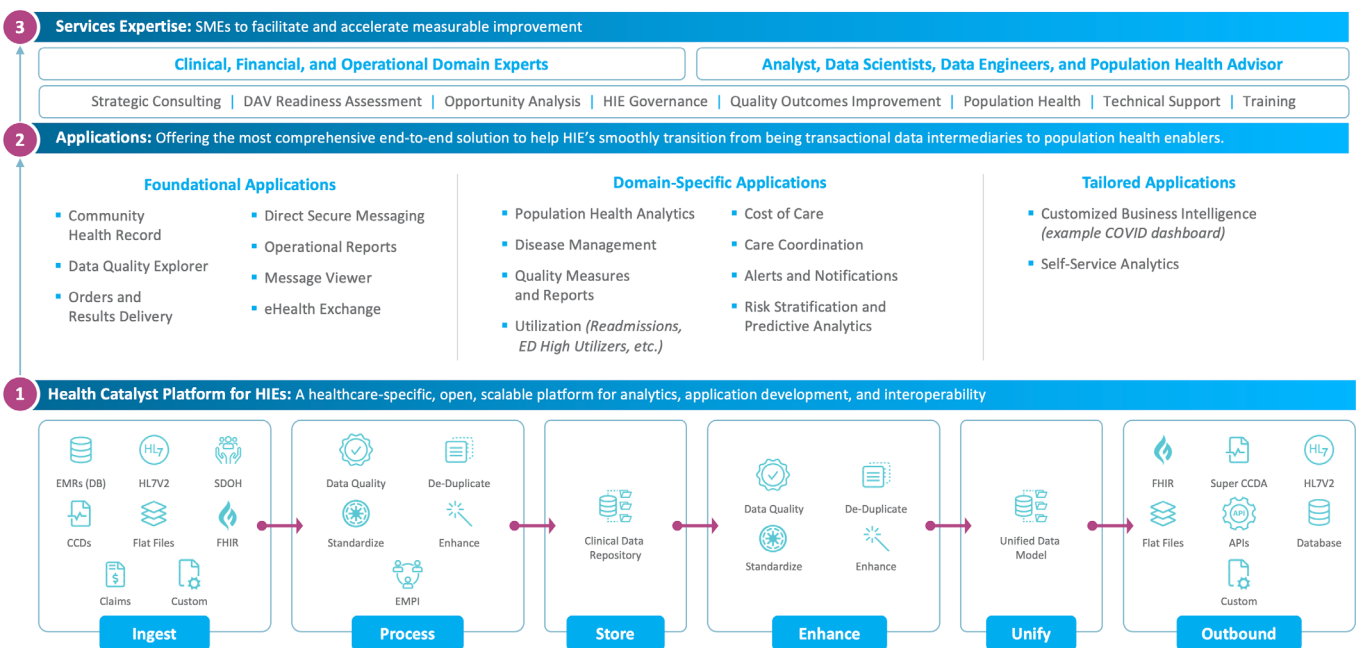 3
Services Expertise: SMEs to facilitate and accelerate measurable improvement
Clinical, Financial, and Operational Domain Experts
Analyst, Data Scientists, Data Engineers, and Population Health Advisor
Strategic Consulting | DAV Readiness Assessment | Opportunity Analysis | HIE Governance | Quality Outcomes Improvement | Population Health | Technical Support | Training
2
Applications: Offering the most comprehensive end-to-end solution to help HIE's smoothly transition from being transactional data intermediaries to population health enablers.
Foundational Applications
Community
Health Record
Data Quality Explorer
Orders and
Results Delivery
Direct Secure Messaging
Operational Reports
Message Viewer
eHealth Exchange
Domain-Specific Applications
Population Health Analytics
Disease Management
Quality Measures
and Reports
Utilization (Readmissions,
ED High Utilizers, etc.)
Cost of Care
Care Coordination
Alerts and Notifications
Risk Stratification and
Predictive Analytics
Tailored Applications
Customized Business Intelligence
(example COVID dashboard)
Self-Service Analytics
1
Health Catalyst Platform for HIEs: A healthcare-specific, open, scalable platform for analytics, application development, and interoperability
HL7
EMRs (DB)
HL7V2
SDOH
CCDs
Flat Files
FHIR
$
Claims
Custom
Ingest
Data Quality
De-Duplicate
Standardize
Enhance
EMPI
Process
Clinical Data
Repository
Store
Data Quality
De-Duplicate
Standardize
Enhance
Enhance
Unified Data
Model
Unify
HL7
FHIR
Super CCDA
HL7V2
API
Flat Files
APIs
Database
Custom
Outbound